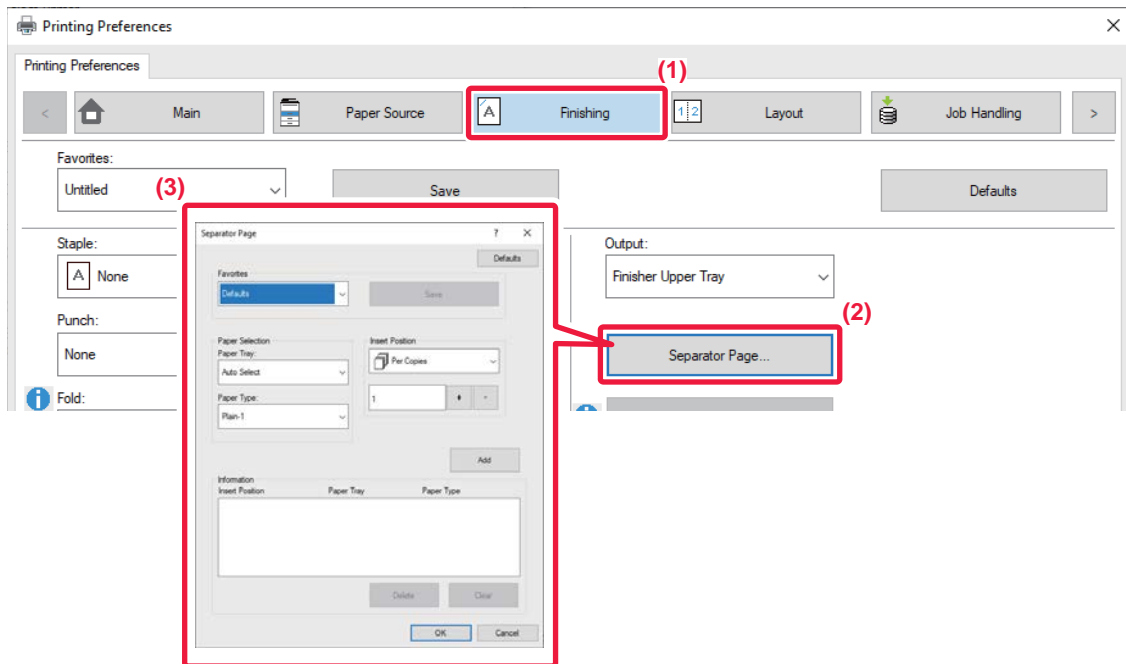 Printing Preferences
Printing Preferences
(1)
< Main Paper Source A Finishing 1 2 Layout Job Handling >
Favorites:
Untitled Save Defaults
(3)
Separator Page ? ×
Defaults
Favorites
Defaults Save
Paper Selection
Paper Tray:
Auto Select
Paper Type:
Plain-1
Insert Position
Per Copies
1 + -
Add
Information
Insert Position Paper Tray Paper Type
Delete Clear
OK Cancel
Staple:
A None
Punch:
None
Fold:
Output:
Finisher Upper Tray
(2)
Separator Page...